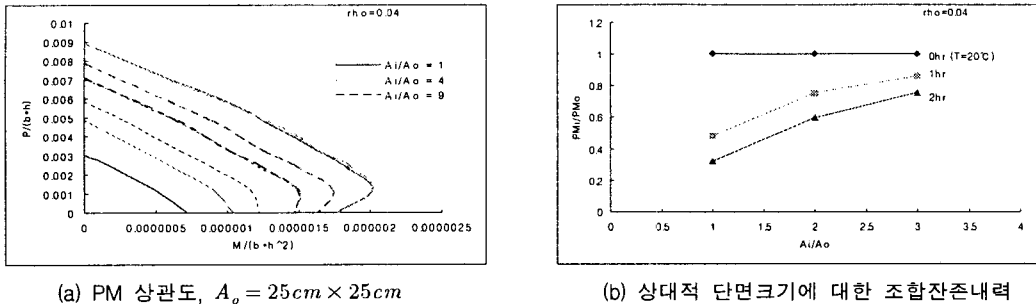 rho=0.04
0.01
0.009
0.008
0.007
0.006
0.005
0.004
0.003
0.002
0.001
0
P/(b*h)
Ai/Ao = 1
Ai/Ao = 4
Ai/Ao = 9
0 0.0000005 0.000001 0.0000015 0.000002 0.0000025
M/(b*h^2)
(a) PM 상관도, A_o = 25cm × 25cm
rho=0.04
1.2
1
0.8
0.6
0.4
0.2
0
PMi/PMo
0hr (T=20℃)
1hr
2hr
0 0.5 1 1.5 2 2.5 3 3.5 4
Ai/Ao
(b) 상대적 단면크기에 대한 조합잔존내력